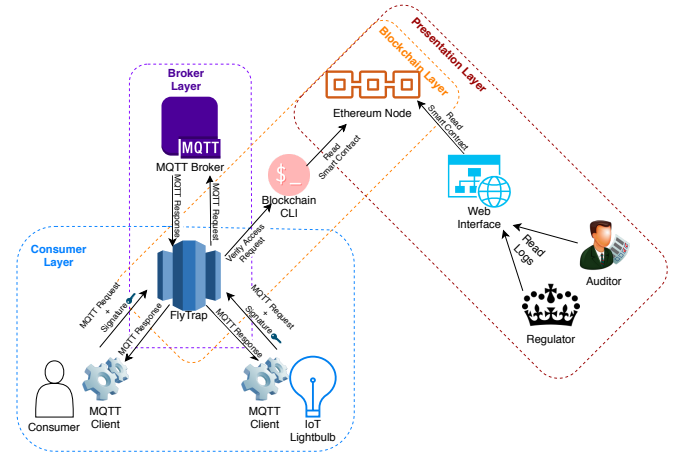 Presentation Layer
Blockchain Layer
Broker
Layer
MQTT
MQTT Broker
Ethereum Node
Read
Smart Contract
Read
Smart Contract
$_
Blockchain
CLI
Web
Interface
MQTT Response
MQTT Request
Verify Access
Request
Consumer
Layer
Read
Logs
Auditor
Regulator
FlyTrap
MQTT Request
+
Signature
MQTT Response
MQTT Response
MQTT Request
+
Signature
Consumer
MQTT
Client
MQTT
Client
IoT
Lightbulb